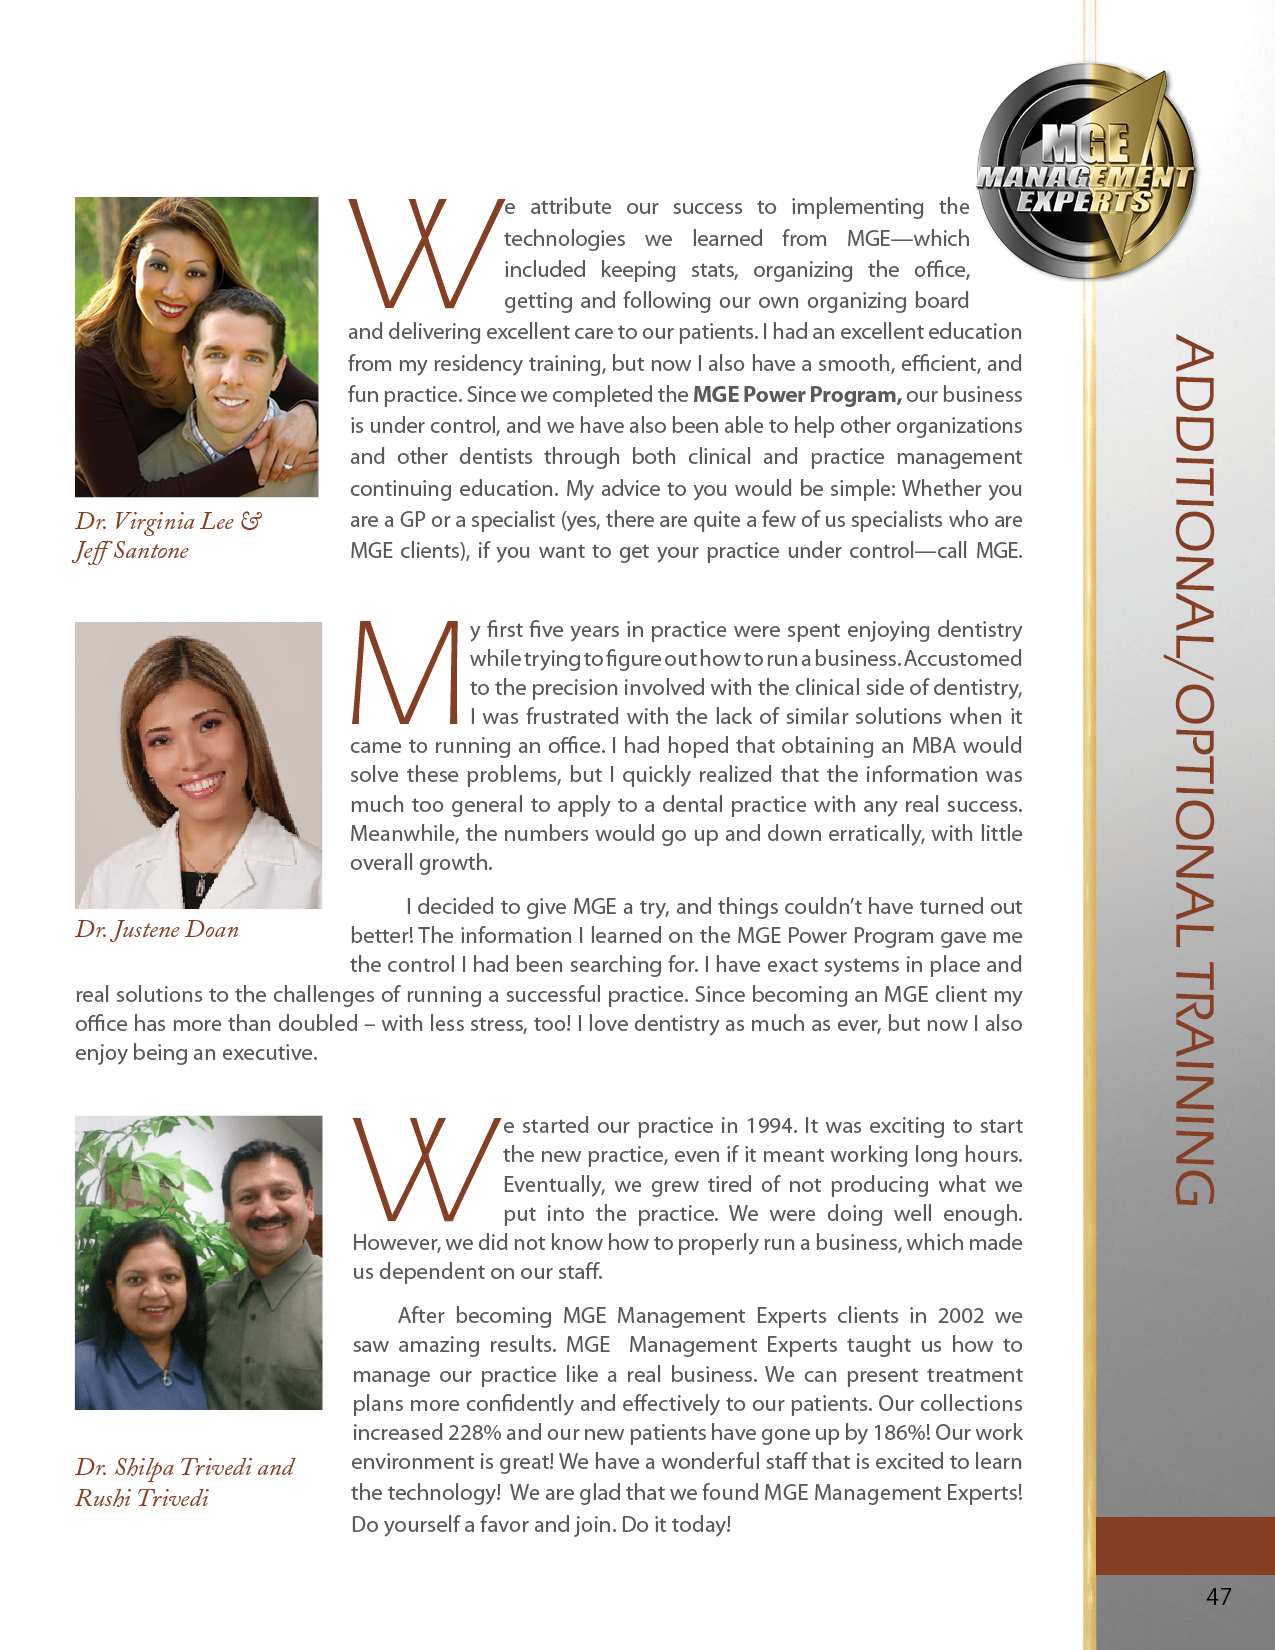 MGE
MANAGEMENT
EXPERTS
We attribute our success to implementing the
technologies we learned from MGE—which
included keeping stats, organizing the office,
getting and following our own organizing board
and delivering excellent care to our patients. I had an excellent education
from my residency training, but now I also have a smooth, efficient, and
fun practice. Since we completed the MGE Power Program, our business
is under control, and we have also been able to help other organizations
and other dentists through both clinical and practice management
continuing education. My advice to you would be simple: Whether you
are a GP or a specialist (yes, there are quite a few of us specialists who are
MGE clients), if you want to get your practice under control—call MGE.
Dr. Virginia Lee &
Jeff Santone
My first five years in practice were spent enjoying dentistry
while trying to figure out how to run a business. Accustomed
to the precision involved with the clinical side of dentistry,
I was frustrated with the lack of similar solutions when it
came to running an office. I had hoped that obtaining an MBA would
solve these problems, but I quickly realized that the information was
much too general to apply to a dental practice with any real success.
Meanwhile, the numbers would go up and down erratically, with little
overall growth.
I decided to give MGE a try, and things couldn't have turned out
better! The information I learned on the MGE Power Program gave me
the control I had been searching for. I have exact systems in place and
real solutions to the challenges of running a successful practice. Since becoming an MGE client my
office has more than doubled – with less stress, too! I love dentistry as much as ever, but now I also
enjoy being an executive.
Dr. Justene Doan
We started our practice in 1994. It was exciting to start
the new practice, even if it meant working long hours.
Eventually, we grew tired of not producing what we
put into the practice. We were doing well enough.
However, we did not know how to properly run a business, which made
us dependent on our staff.
After becoming MGE Management Experts clients in 2002 we
saw amazing results. MGE Management Experts taught us how to
manage our practice like a real business. We can present treatment
plans more confidently and effectively to our patients. Our collections
increased 228% and our new patients have gone up by 186%! Our work
environment is great! We have a wonderful staff that is excited to learn
the technology! We are glad that we found MGE Management Experts!
Do yourself a favor and join. Do it today!
Dr. Shilpa Trivedi and
Rushi Trivedi
ADDITIONAL/OPTIONAL TRAINING
47